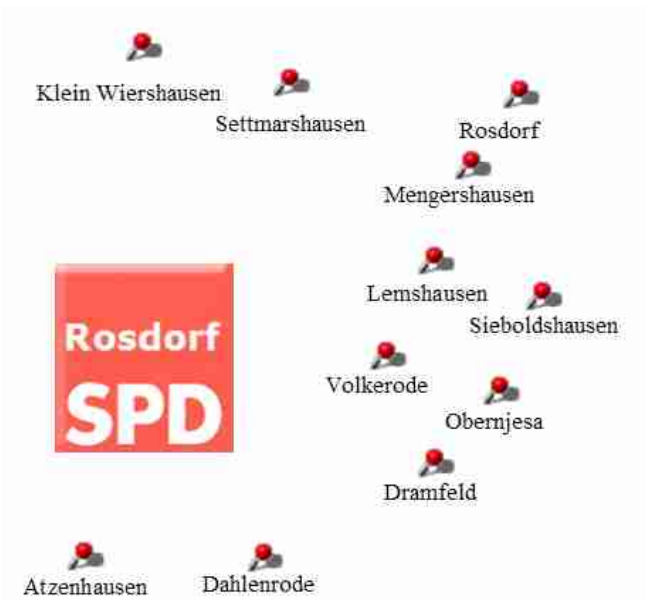 Klein Wiershausen
Settmarshausen
Rosdorf
Mengershausen
Lemshausen
Sieboldshausen
Rosdorf
SPD
Volkerode
Obernjesa
Dramfeld
Atzenhausen
Dahlenrode